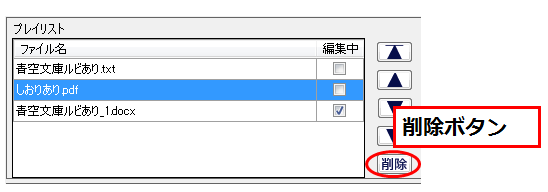 プレイリスト
ファイル名 編集中
青空文庫ルビあり.txt
しおりあり.pdf
青空文庫ルビあり_1.docx
削除ボタン
削除